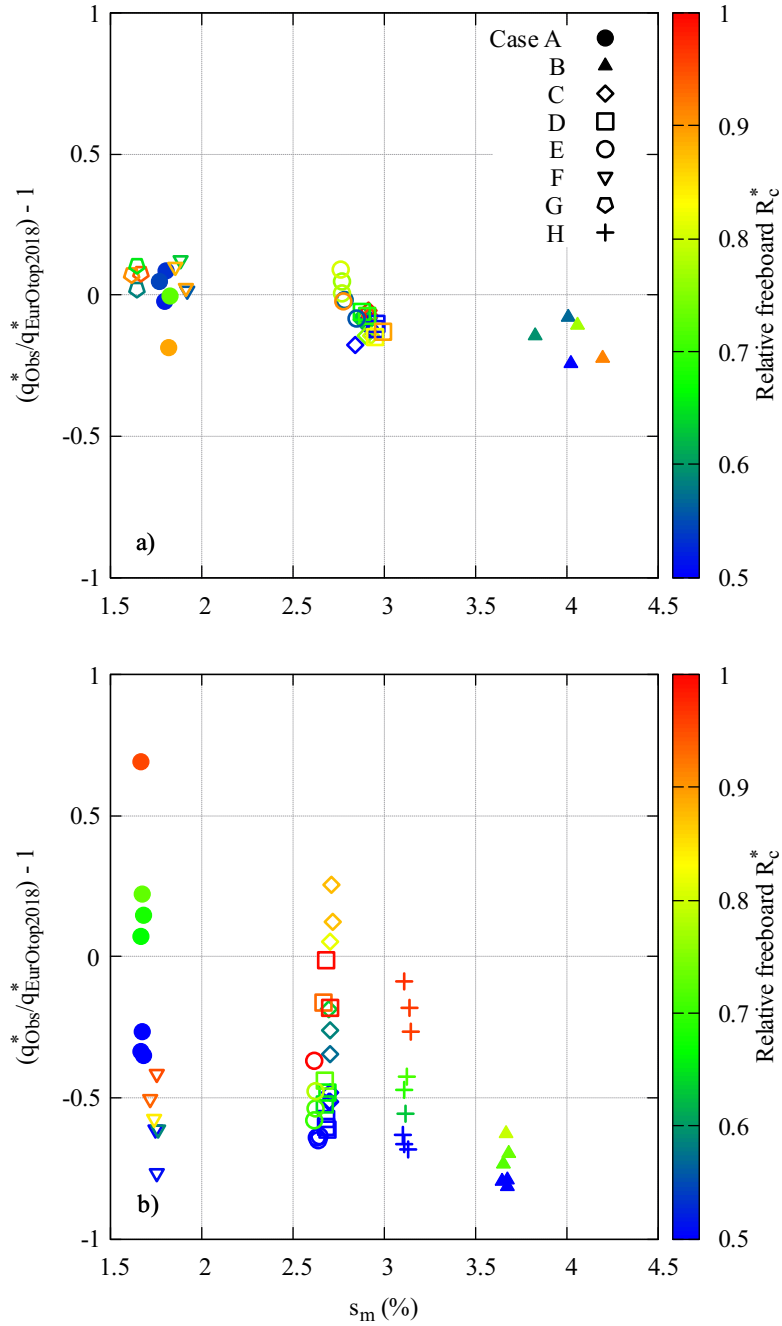 1
0.5
0
-0.5
-1
(q*Obs/q*EurOtop2018) - 1
Case A
B
C
D
E
F
G
H
a)
1.5 2 2.5 3 3.5 4 4.5
1
0.9
0.8
0.7
0.6
0.5
Relative freeboard R*c
1
0.5
0
-0.5
-1
(q*Obs/q*EurOtop2018) - 1
b)
1.5 2 2.5 3 3.5 4 4.5
sm (%)
1
0.9
0.8
0.7
0.6
0.5
Relative freeboard R*c